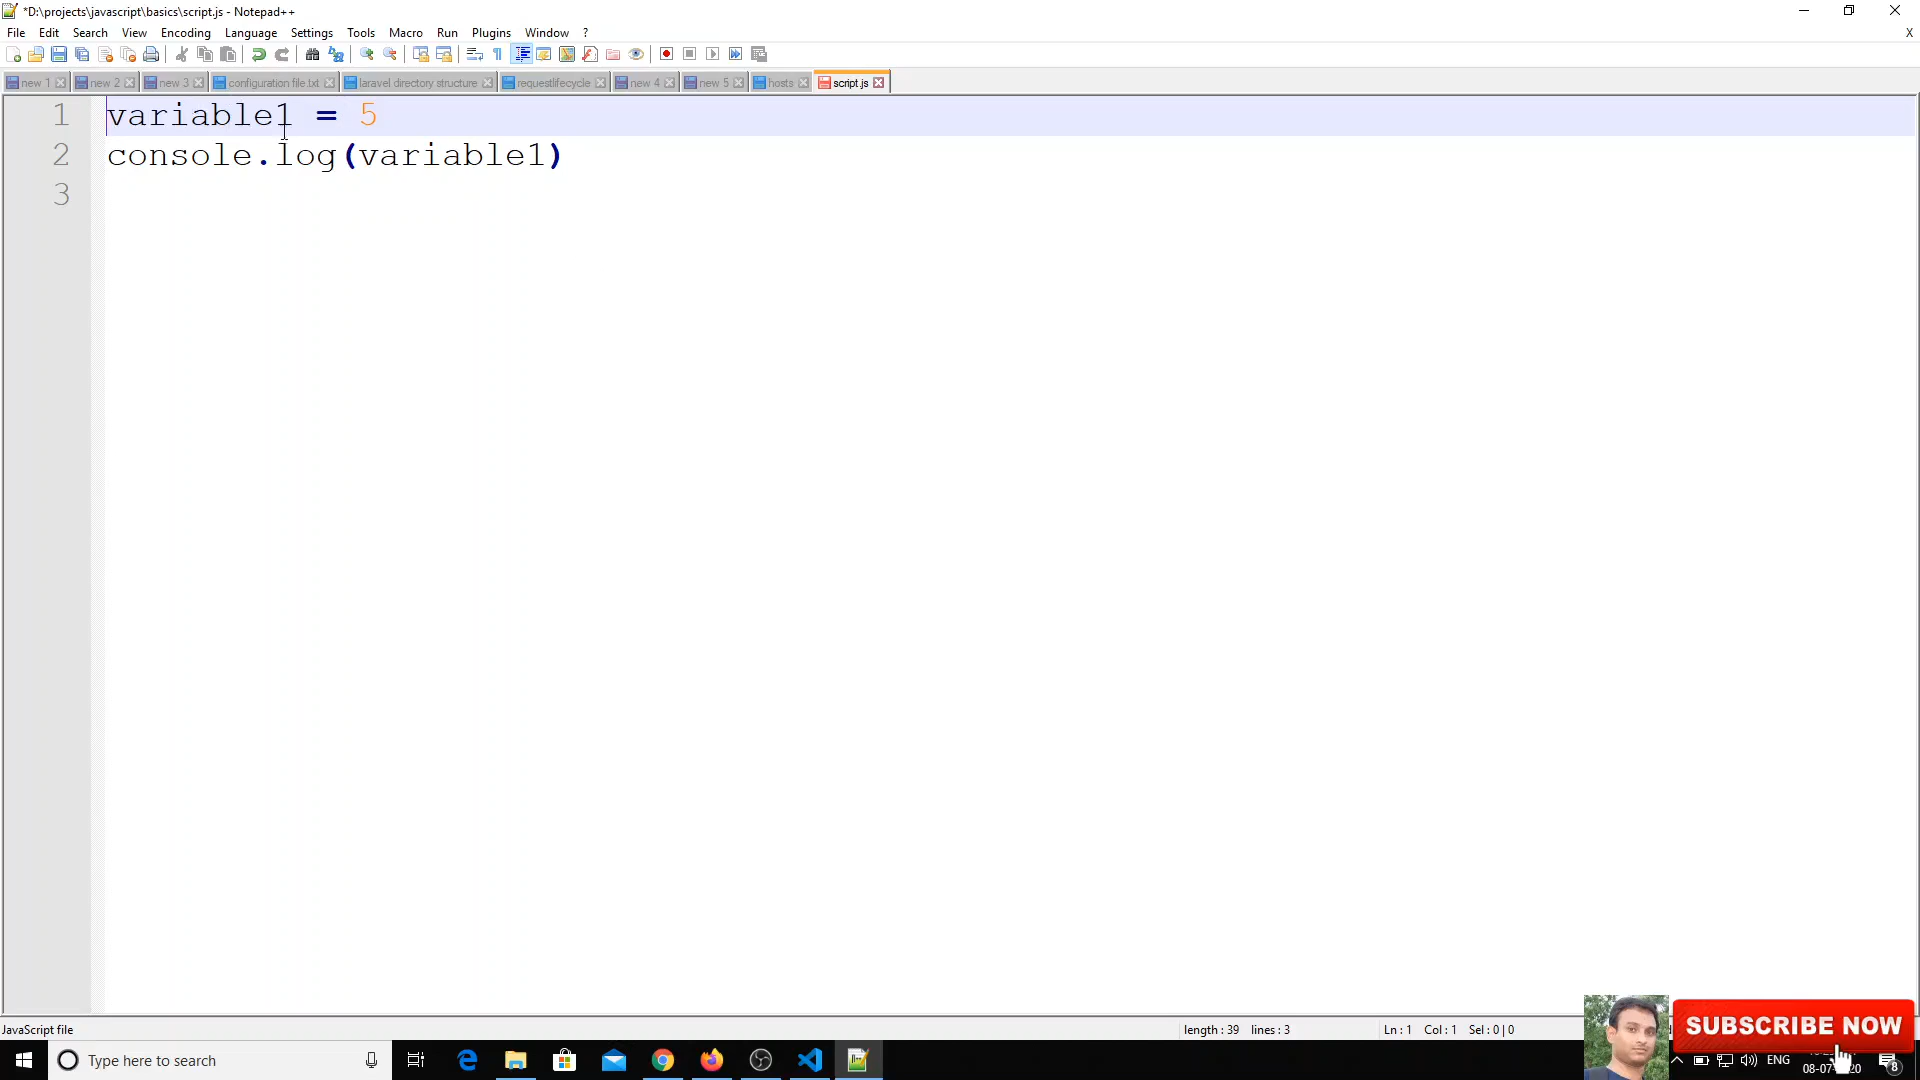 *D:\projects\javascript\basics\script.js - Notepad++
File Edit Search View Encoding Language Settings Tools Macro Run Plugins Window ? X
new 1 new 2 new 3 configuration file.txt laravel directory structure requestlifecycle new 4 new 5 hosts script.js
1 variable1 = 5
2 console.log(variable1)
3
JavaScript file length : 39 lines : 3 Ln : 1 Col : 1 Sel : 0 | 0
SUBSCRIBE NOW
Type here to search ENG
8